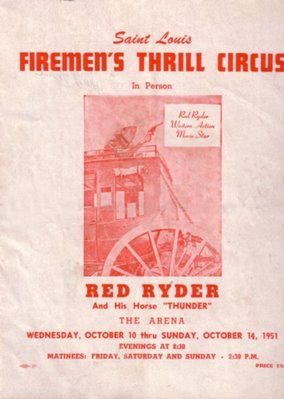 Saint Louis
FIREMEN'S THRILL CIRCUS
In Person
Red Ryder
Western Action
Movie Star
RED RYDER
And His Horse "THUNDER"
THE ARENA
WEDNESDAY, OCTOBER 10 thru SUNDAY, OCTOBER 14, 1951
EVENINGS AT 8:30
MATINEES: FRIDAY, SATURDAY AND SUNDAY - 2:30 P.M.
PRICE